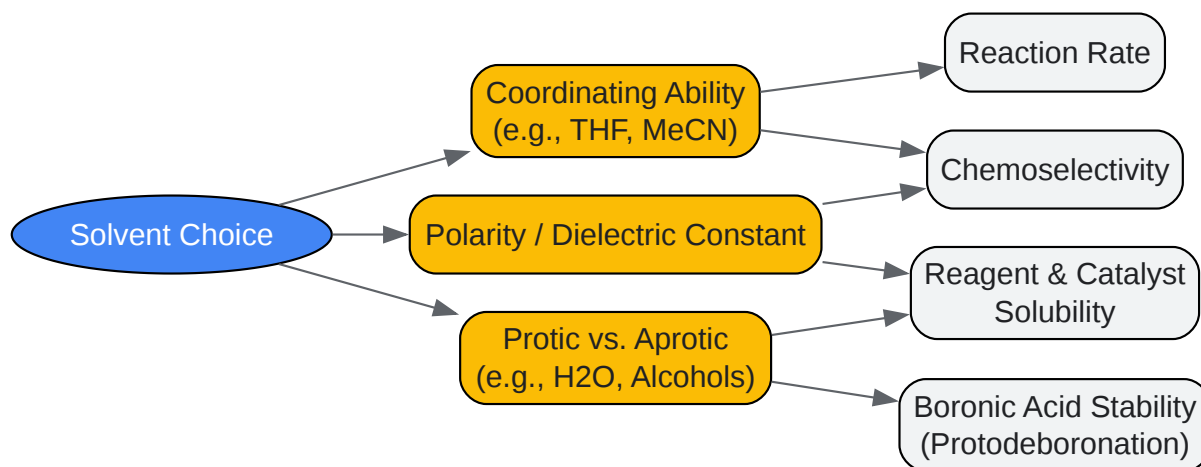 Solvent Choice
Coordinating Ability
(e.g., THF, MeCN)
Polarity / Dielectric Constant
Protic vs. Aprotic
(e.g., H2O, Alcohols)
Reaction Rate
Chemoselectivity
Reagent & Catalyst
Solubility
Boronic Acid Stability
(Protodeboronation)